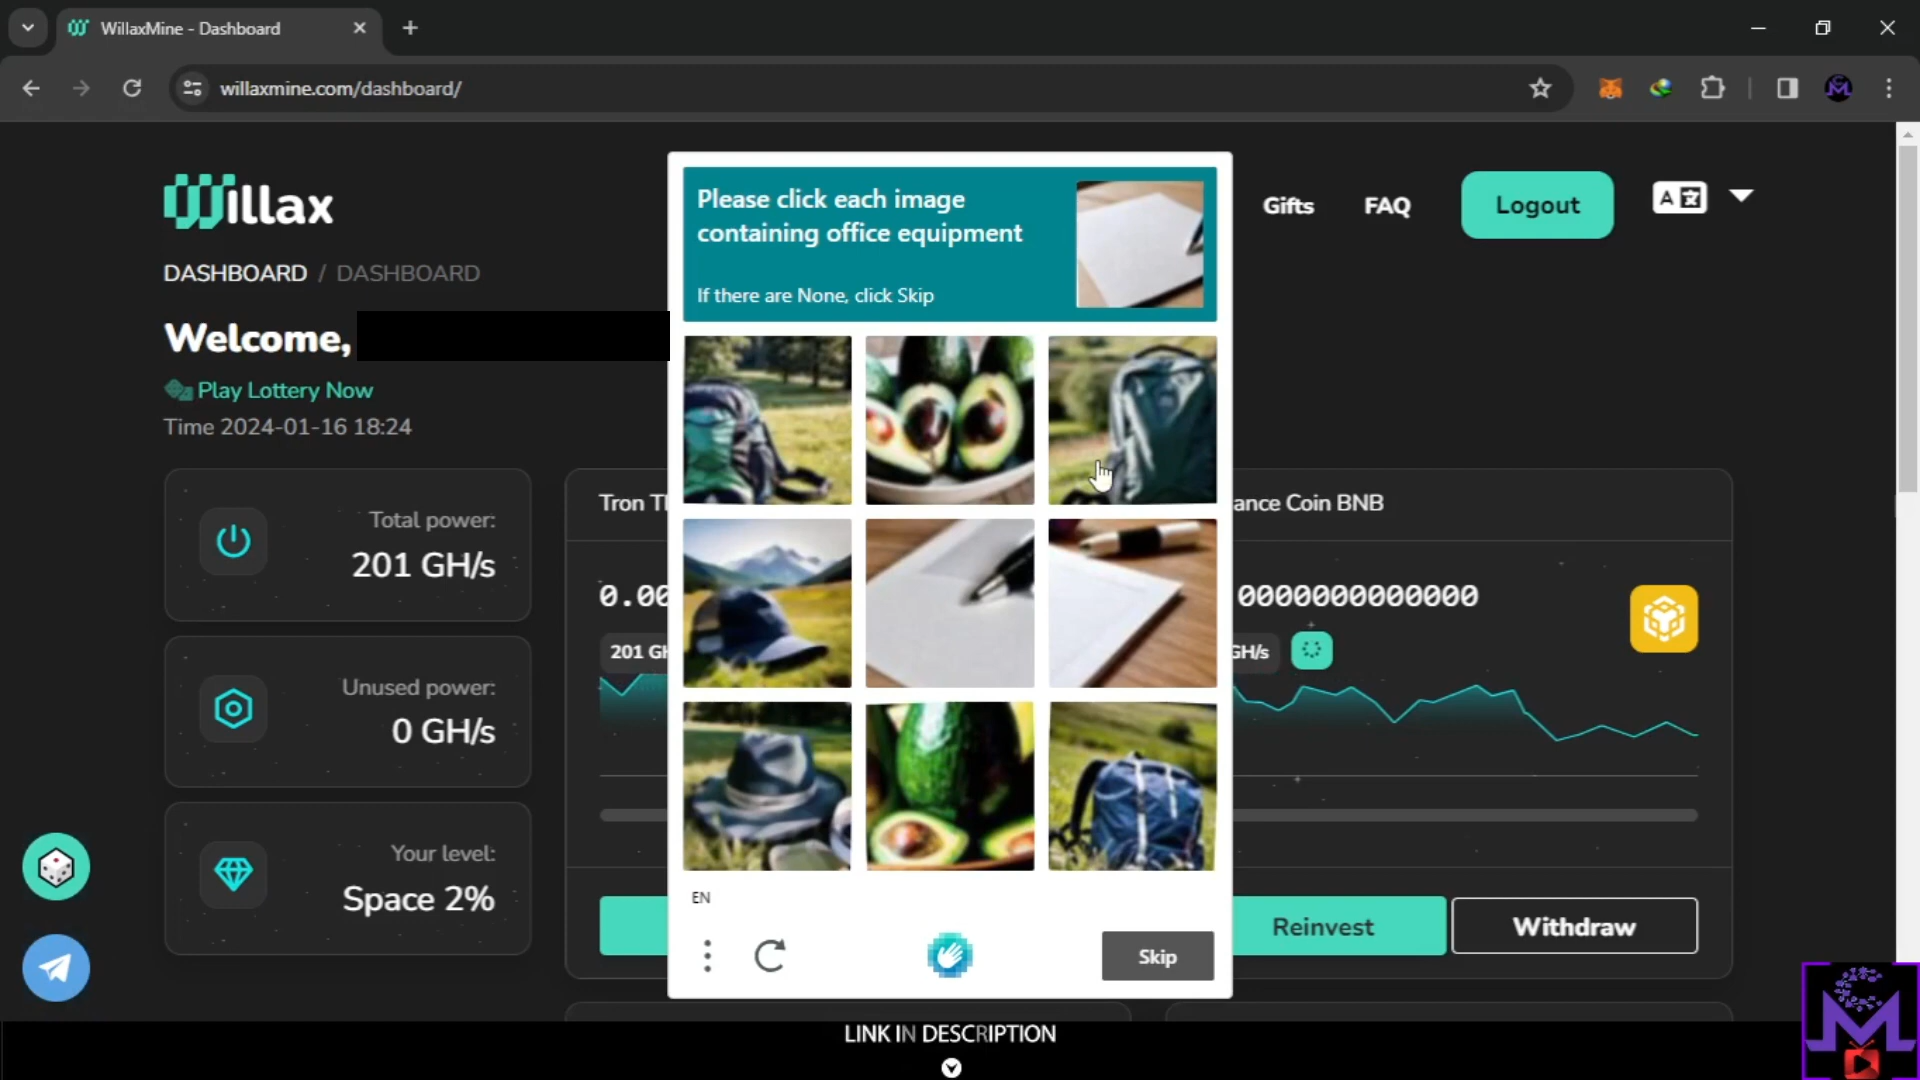 WillaxMine - Dashboard
willaxmine.com/dashboard/
Willax
Gifts
FAQ
Logout
A
DASHBOARD / DASHBOARD
Welcome,
Play Lottery Now
Time 2024-01-16 18:24
Total power:
201 GH/s
Unused power:
0 GH/s
Your level:
Space 2%
Please click each image
containing office equipment
If there are None, click Skip
EN
Skip
Tron T
ance Coin BNB
0.00
0000000000000
201 GH
GH/s
Reinvest
Withdraw
LINK IN DESCRIPTION